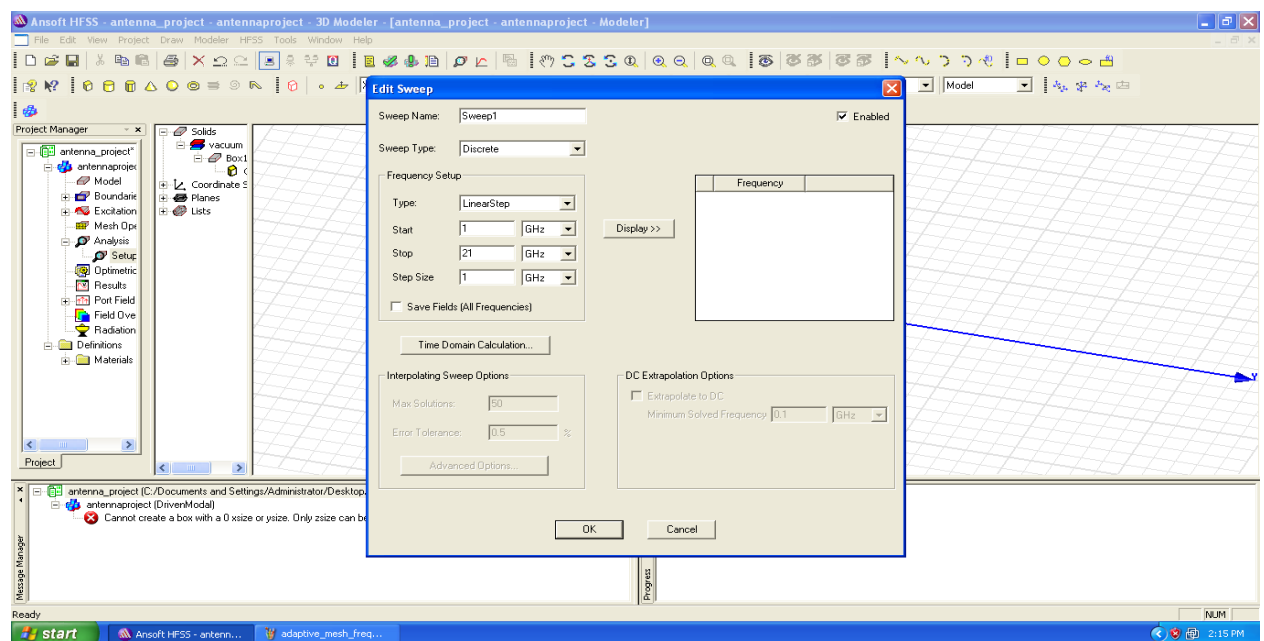 Ansoft HFSS - antenna_project - antennaproject - 3D Modeler - [antenna_project - antennaproject - Modeler]
File Edit View Project Draw Modeler HFSS Tools Window Help
Model
Project Manager
antenna_project*
antennaprojec
Model
Boundarie
Excitation
Mesh Ope
Analysis
Setup
Optimetric
Results
Port Field
Field Ove
Radiation
Definitions
Materials
Project
Solids
vacuum
Box1
Coordinate S
Planes
Lists
Edit Sweep
Sweep Name: Sweep1
Enabled
Sweep Type: Discrete
Frequency Setup
Type: LinearStep
Start 1 GHz
Stop 21 GHz
Step Size 1 GHz
Save Fields (All Frequencies)
Display >>
Frequency
Time Domain Calculation...
Interpolating Sweep Options
Max Solutions: 50
Error Tolerance: 0.5 %
Advanced Options...
DC Extrapolation Options
Extrapolate to DC
Minimum Solved Frequency 0.1 GHz
OK Cancel
Y
antenna_project (C:/Documents and Settings/Administrator/Desktop
antennaproject (DrivenModal)
Cannot create a box with a 0 xsize or ysize. Only zsize can be
Message Manager
Progress
Ready
NUM
start
Ansoft HFSS - antenn...
adaptive_mesh_freq...
2:15 PM